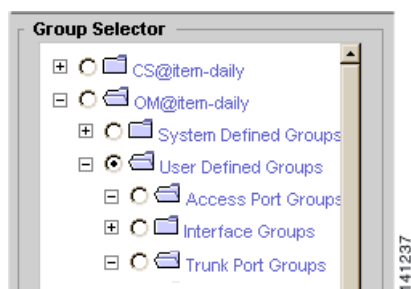 Group Selector
CS@item-daily
OM@item-daily
System Defined Groups
User Defined Groups
Access Port Groups
Interface Groups
Trunk Port Groups
141237